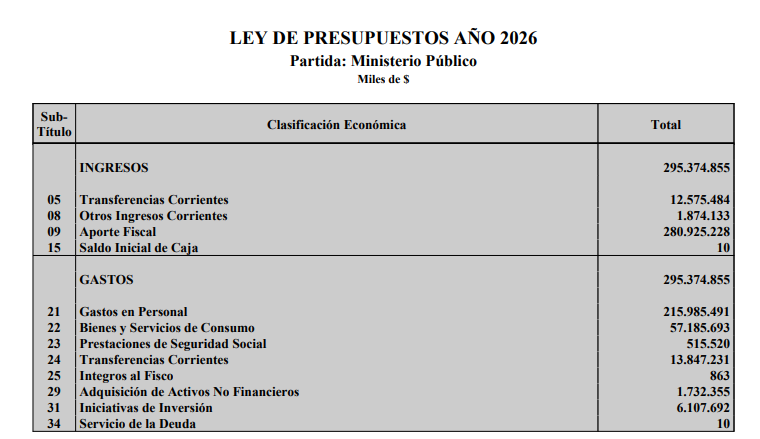 LEY DE PRESUPUESTOS AÑO 2026
Partida: Ministerio Público
Miles de $
Sub-Título Clasificación Económica Total
INGRESOS 295.374.855
05 Transferencias Corrientes 12.575.484
08 Otros Ingresos Corrientes 1.874.133
09 Aporte Fiscal 280.925.228
15 Saldo Inicial de Caja 10
GASTOS 295.374.855
21 Gastos en Personal 215.985.491
22 Bienes y Servicios de Consumo 57.185.693
23 Prestaciones de Seguridad Social 515.520
24 Transferencias Corrientes 13.847.231
25 Integros al Fisco 863
29 Adquisición de Activos No Financieros 1.732.355
31 Iniciativas de Inversión 6.107.692
34 Servicio de la Deuda 10